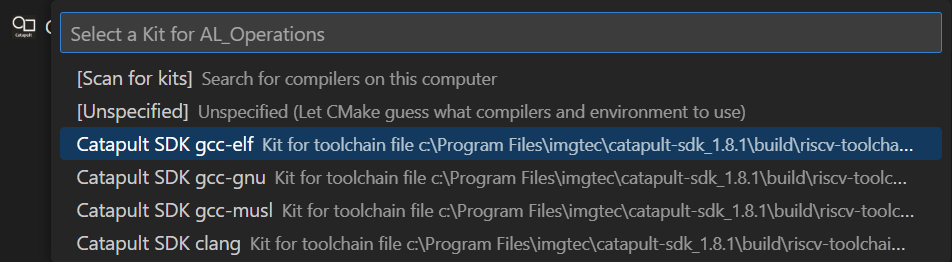 Select a Kit for AL_Operations
[Scan for kits] Search for compilers on this computer
[Unspecified] Unspecified (Let CMake guess what compilers and environment to use)
Catapult SDK gcc-elf Kit for toolchain file c:\Program Files\imgtec\catapult-sdk_1.8.1\build\riscv-toolcha...
Catapult SDK gcc-gnu Kit for toolchain file c:\Program Files\imgtec\catapult-sdk_1.8.1\build\riscv-toolc...
Catapult SDK gcc-musl Kit for toolchain file c:\Program Files\imgtec\catapult-sdk_1.8.1\build\riscv-toolc...
Catapult SDK clang Kit for toolchain file c:\Program Files\imgtec\catapult-sdk_1.8.1\build\riscv-toolchai...
Catapult